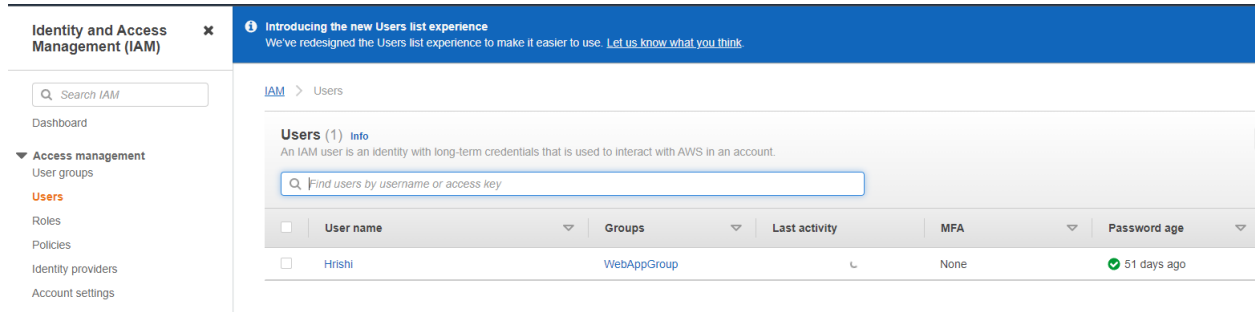 Identity and Access
Management (IAM)
Search IAM
Dashboard
Access management
User groups
Users
Roles
Policies
Identity providers
Account settings
Introducing the new Users list experience
We've redesigned the Users list experience to make it easier to use. Let us know what you think.
IAM > Users
Users (1) Info
An IAM user is an identity with long-term credentials that is used to interact with AWS in an account.
Find users by username or access key
User name Groups Last activity MFA Password age
Hrishi WebAppGroup None 51 days ago